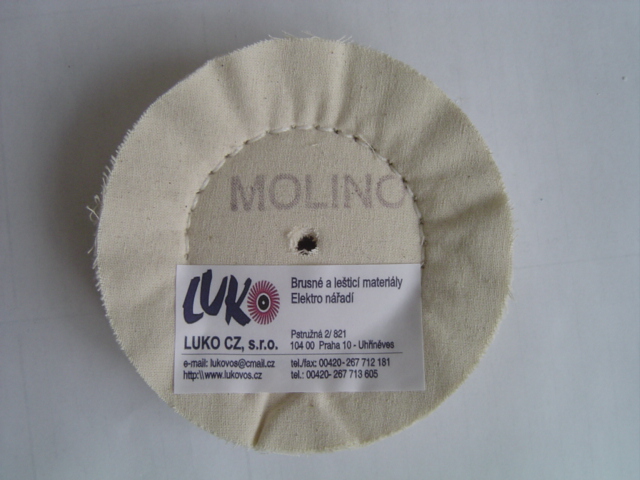 MOLINO
LUKO
Brusné a lešticí materiály
Elektro nářadí
LUKO CZ, s.r.o.
Pstružná 2/ 821
104 00 Praha 10 - Uhříněves
e-mail: lukovos@cmail.cz
http:\\www.lukovos.cz
tel./fax: 00420- 267 712 181
tel.: 00420- 267 713 605